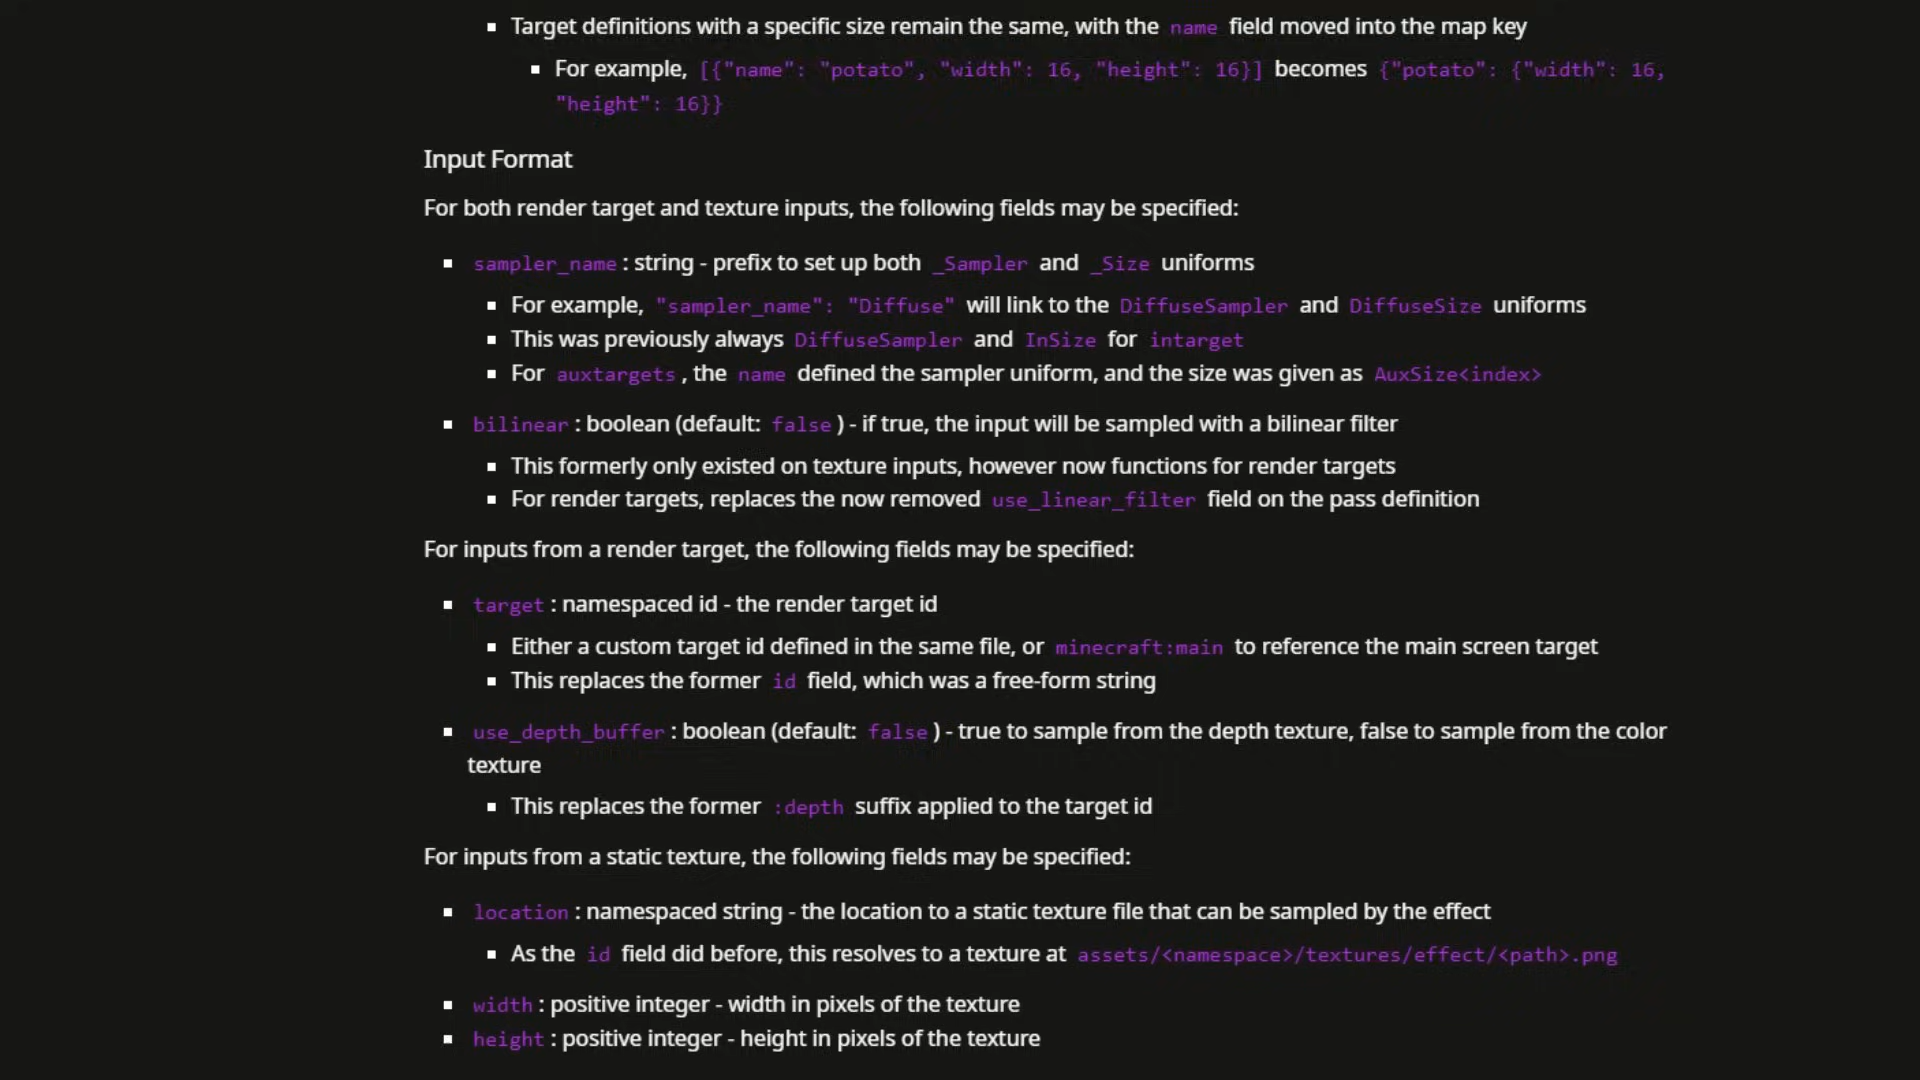 Target definitions with a specific size remain the same, with the name field moved into the map key
For example, [{"name": "potato", "width": 16, "height": 16}] becomes {"potato": {"width": 16,
"height": 16}}
Input Format
For both render target and texture inputs, the following fields may be specified:
sampler_name : string - prefix to set up both _Sampler and _Size uniforms
For example, "sampler_name": "Diffuse" will link to the DiffuseSampler and DiffuseSize uniforms
This was previously always DiffuseSampler and InSize for intarget
For auxtargets , the name defined the sampler uniform, and the size was given as AuxSize<index>
bilinear : boolean (default: false ) - if true, the input will be sampled with a bilinear filter
This formerly only existed on texture inputs, however now functions for render targets
For render targets, replaces the now removed use_linear_filter field on the pass definition
For inputs from a render target, the following fields may be specified:
target : namespaced id - the render target id
Either a custom target id defined in the same file, or minecraft:main to reference the main screen target
This replaces the former id field, which was a free-form string
use_depth_buffer : boolean (default: false ) - true to sample from the depth texture, false to sample from the color
texture
This replaces the former :depth suffix applied to the target id
For inputs from a static texture, the following fields may be specified:
location : namespaced string - the location to a static texture file that can be sampled by the effect
As the id field did before, this resolves to a texture at assets/<namespace>/textures/effect/<path>.png
width : positive integer - width in pixels of the texture
height : positive integer - height in pixels of the texture